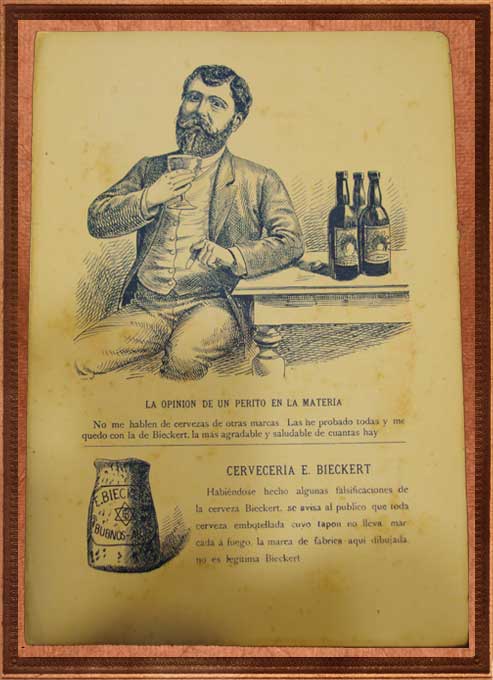 LA OPINION DE UN PERITO EN LA MATERIA
No me hablen de cervezas de otras marcas. Las he probado todas y me
quedo con la de Bieckert, la más agradable y saludable de cuantas hay
CERVECERÍA E. BIECKERT
Habiéndose hecho algunas falsificaciones de
la cerveza Bieckert, se avisa al publico que toda
cerveza embotellada cuyo tapon no lleva mar
cada á fuego, la marca de fábrica aqui dibujada,
no es legítima Bieckert
E. BIECK
BUENOS-A